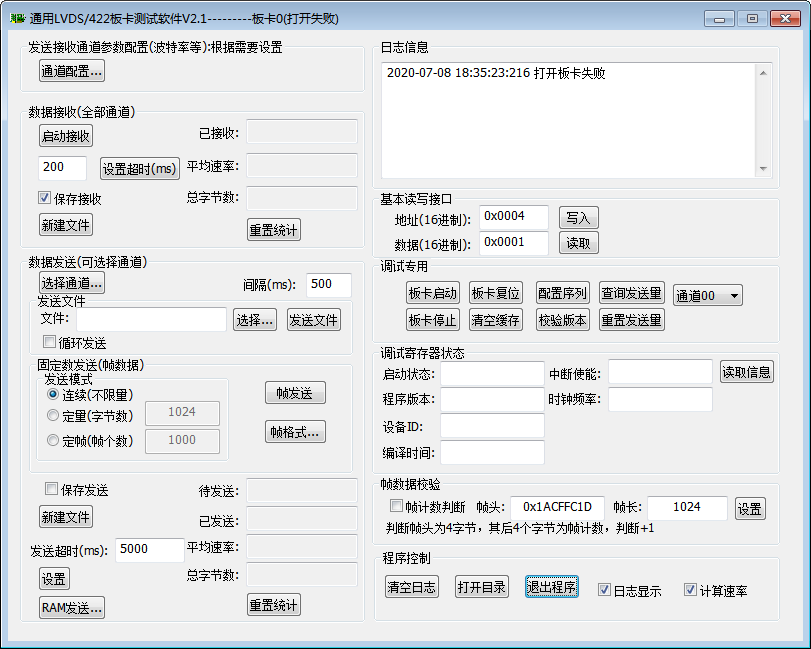 通用LVDS/422板卡测试软件V2.1---------板卡0(打开失败)
发送接收通道参数配置(波特率等):根据需要设置
通道配置...
数据接收(全部通道)
启动接收
已接收:
200
设置超时(ms)
平均速率:
保存接收
总字节数:
新建文件
重置统计
数据发送(可选择通道)
选择通道...
间隔(ms):
500
发送文件
文件:
选择...
发送文件
循环发送
固定数发送(帧数据)
发送模式
连续(不限量)
定量(字节数)
1024
定帧(帧个数)
1000
帧发送
帧格式...
保存发送
待发送:
新建文件
已发送:
发送超时(ms):
5000
平均速率:
设置
总字节数:
RAM发送...
重置统计
日志信息
2020-07-08 18:35:23:216 打开板卡失败
基本读写接口
地址(16进制):
0x0004
写入
数据(16进制):
0x0001
读取
调试专用
板卡启动
板卡复位
配置序列
查询发送量
通道00
板卡停止
清空缓存
校验版本
重置发送量
调试寄存器状态
启动状态:
中断使能:
读取信息
程序版本:
时钟频率:
设备ID:
编译时间:
帧数据校验
帧计数判断
帧头:
0x1ACFFC1D
帧长:
1024
设置
判断帧头为4字节，其后4个字节为帧计数，判断+1
程序控制
清空日志
打开目录
退出程序
日志显示
计算速率